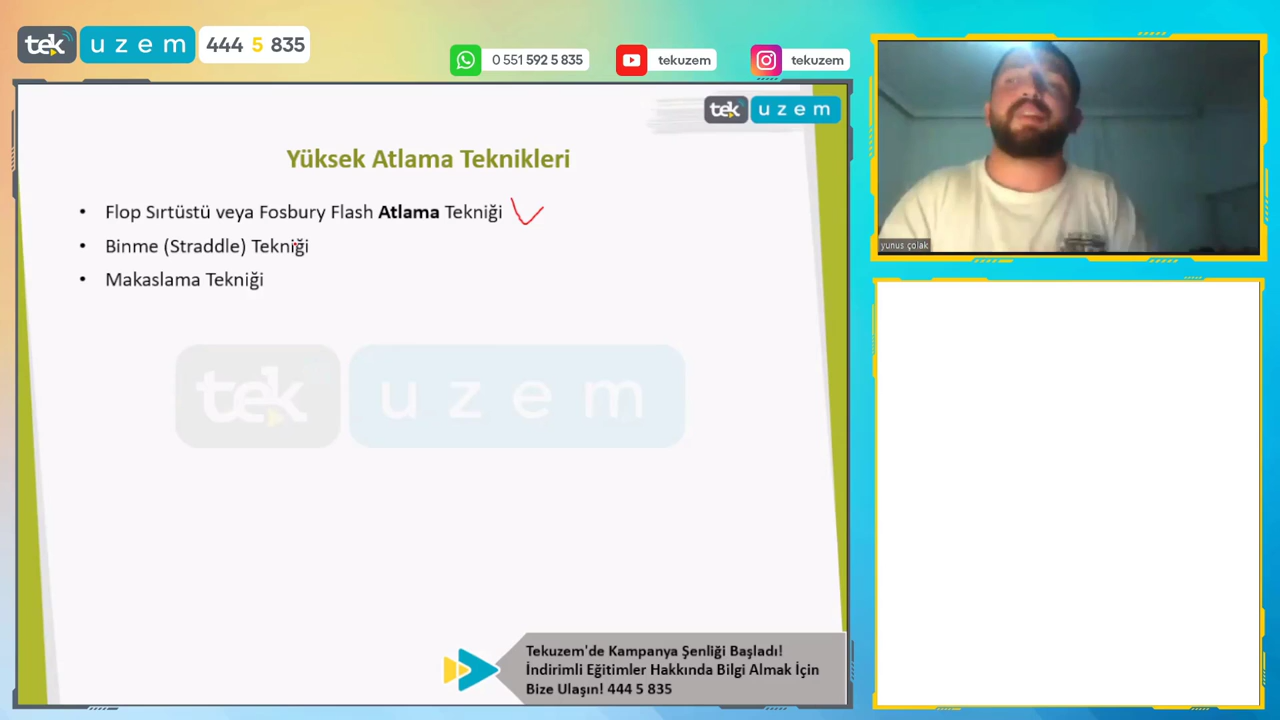 tek uzem 444 5 835
0 551 592 5 835
tekuzem
tekuzem
tek uzem
Yüksek Atlama Teknikleri
• Flop Sırtüstü veya Fosbury Flash Atlama Tekniği
• Binme (Straddle) Tekniği
• Makaslama Tekniği
tek uzem
yunus çolak
Tekuzem'de Kampanya Şenliği Başladı!
İndirimli Eğitimler Hakkında Bilgi Almak İçin
Bize Ulaşın! 444 5 835